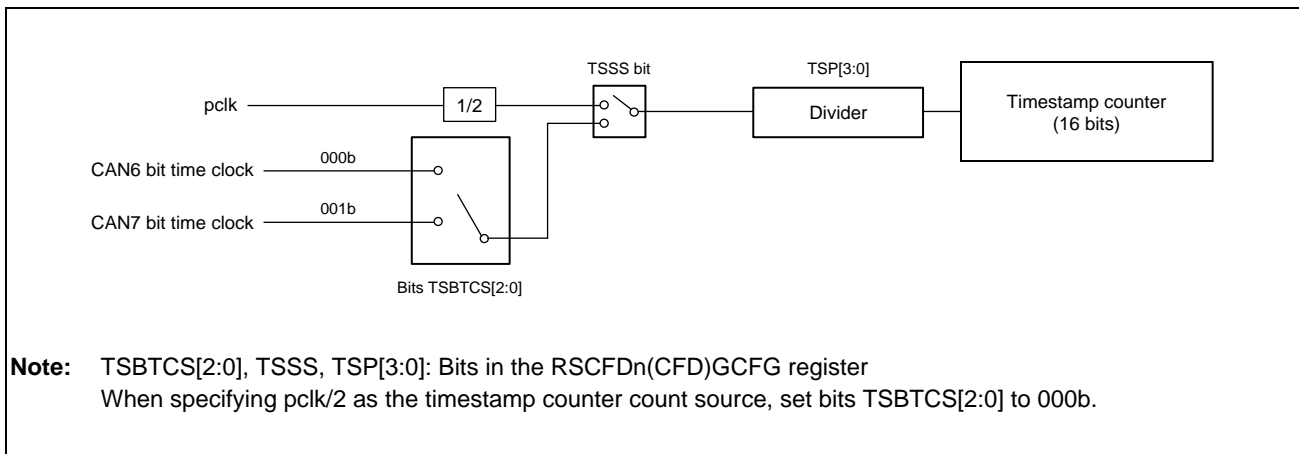 TSSS bit
TSP[3:0]
pclk
1/2
Divider
Timestamp counter
(16 bits)
CAN6 bit time clock
000b
CAN7 bit time clock
001b
Bits TSBTCS[2:0]
Note: TSBTCS[2:0], TSSS, TSP[3:0]: Bits in the RSCFDn(CFD)GCFG register
When specifying pclk/2 as the timestamp counter count source, set bits TSBTCS[2:0] to 000b.